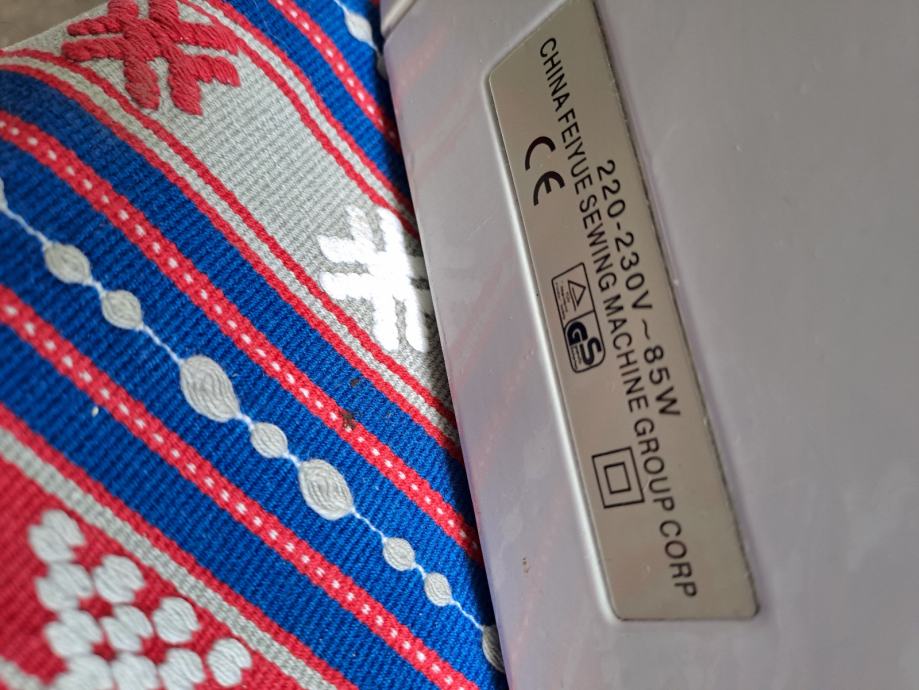 220-230V~85W
CHINA FEIYUE SEWING MACHINE GROUP CORP
CE
GS